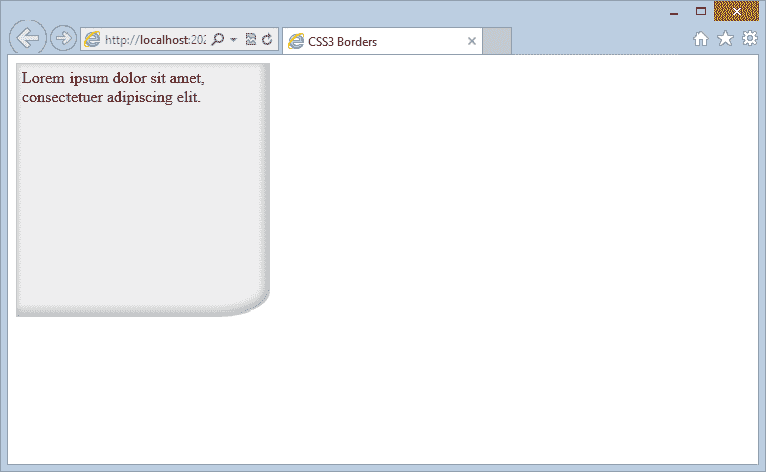 http://localhost:202
CSS3 Borders
Lorem ipsum dolor sit amet,
consectetuer adipiscing elit.